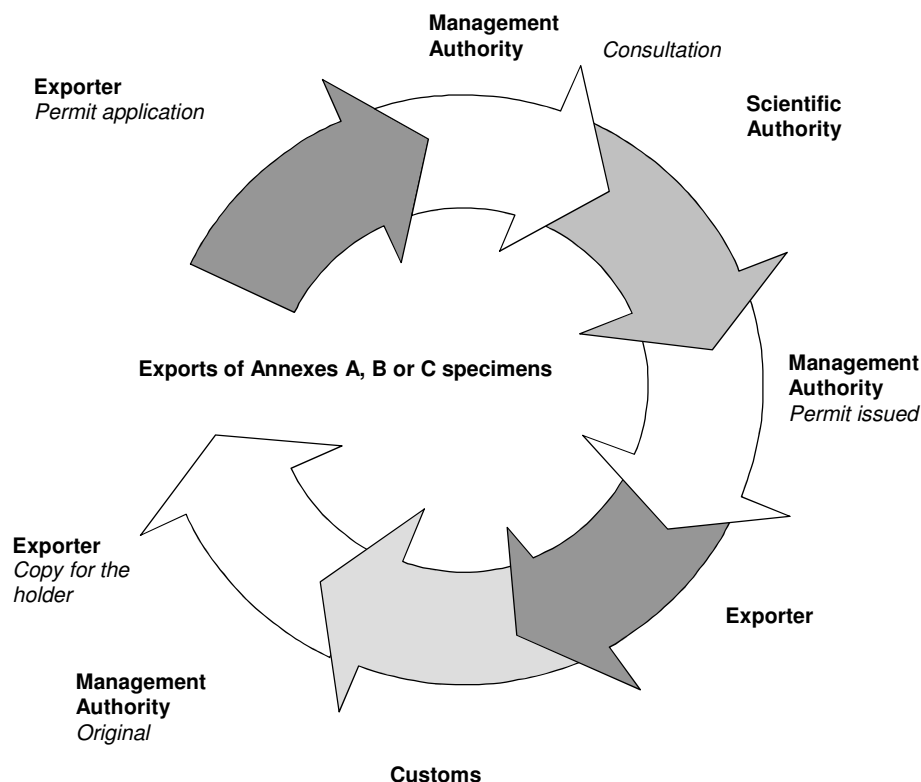 Management
Authority
Consultation
Exporter
Permit application
Scientific
Authority
Exports of Annexes A, B or C specimens
Management
Authority
Permit issued
Exporter
Copy for the
holder
Exporter
Management
Authority
Original
Customs